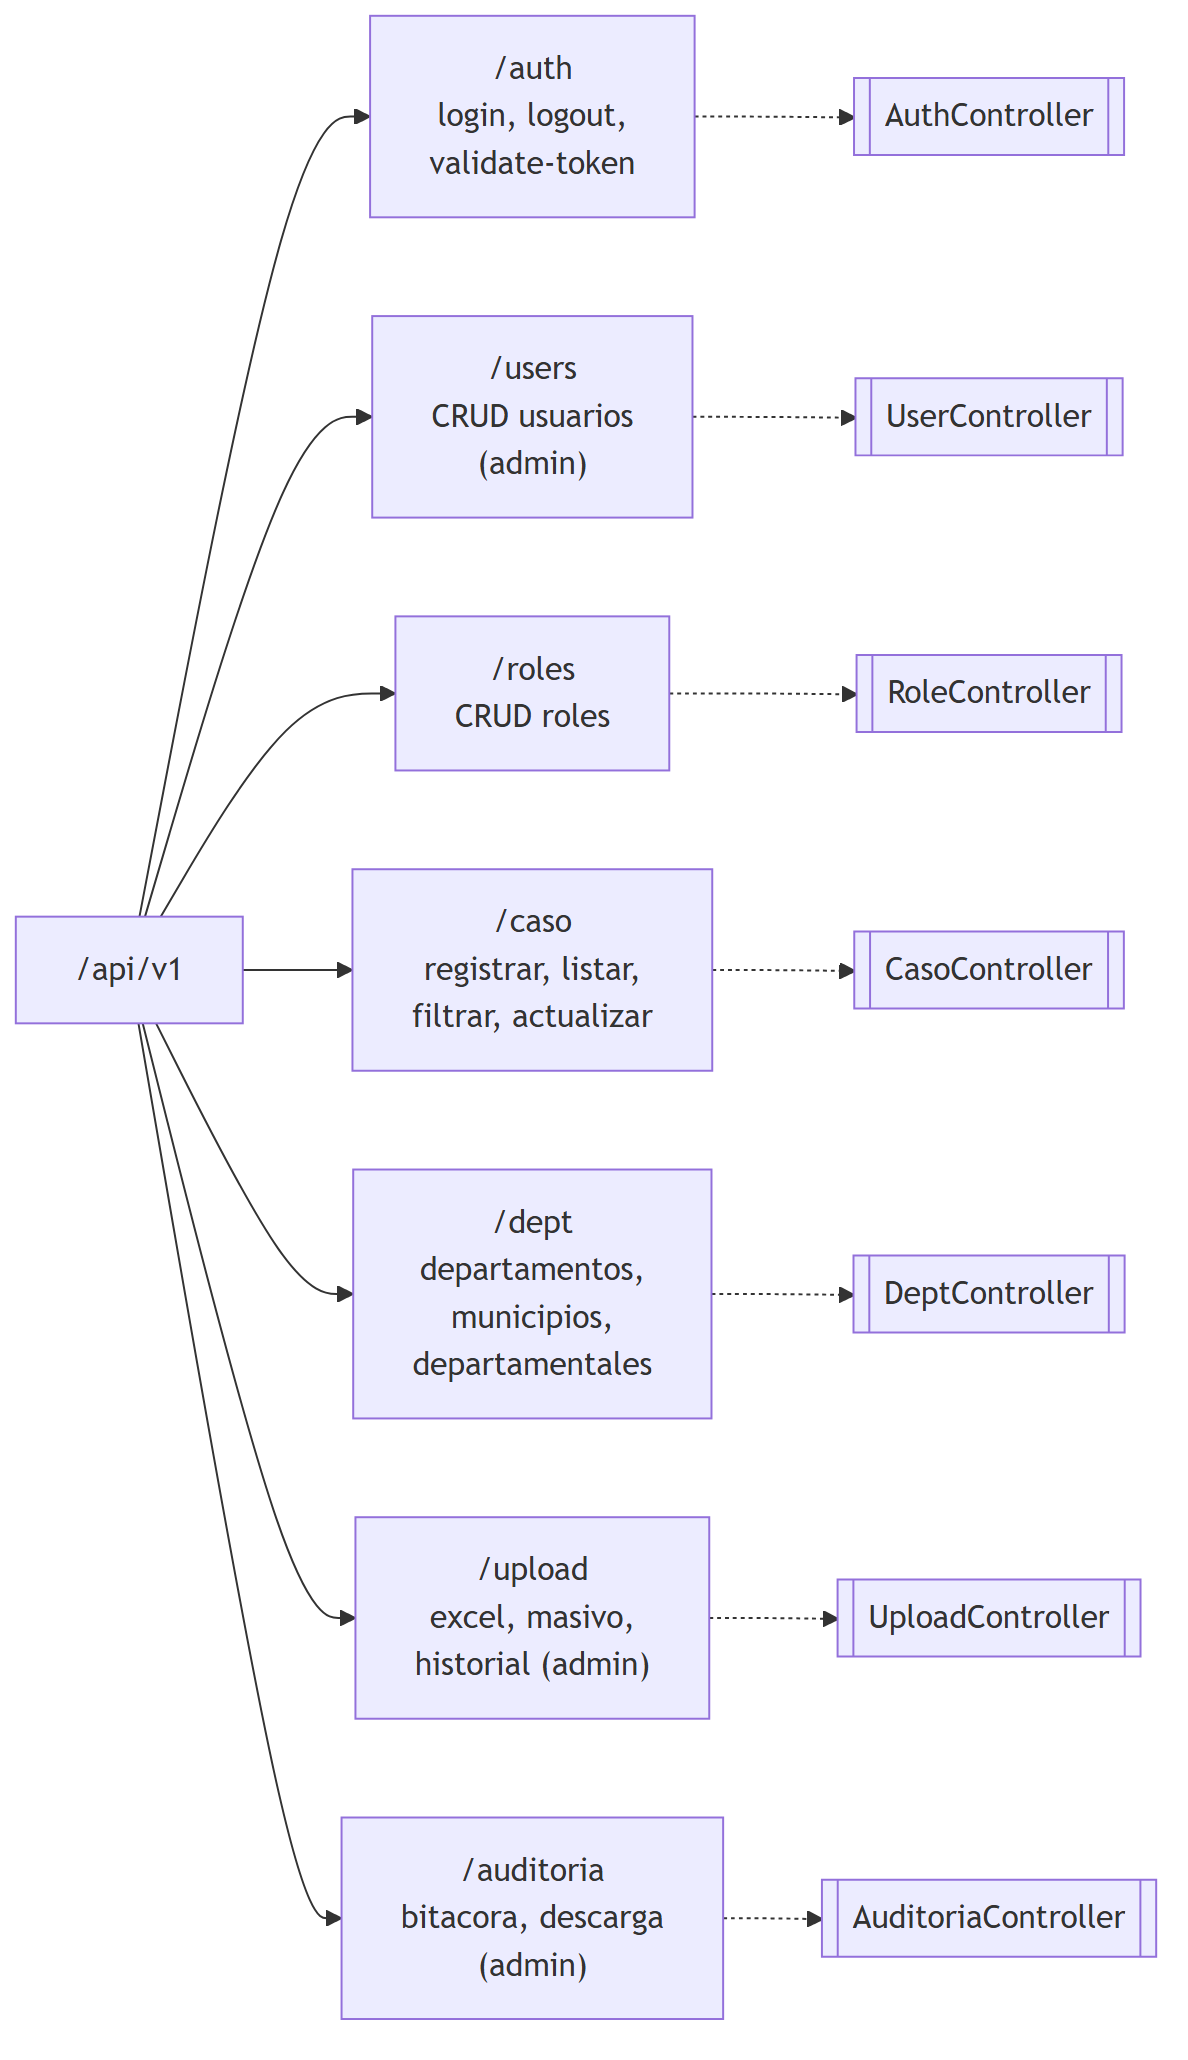 /auth
login, logout,
validate-token
AuthController
/users
CRUD usuarios
(admin)
UserController
/roles
CRUD roles
RoleController
/api/v1
/caso
registrar, listar,
filtrar, actualizar
CasoController
/dept
departamentos,
municipios,
departamentales
DeptController
/upload
excel, masivo,
historial (admin)
UploadController
/auditoria
bitacora, descarga
(admin)
AuditoriaController